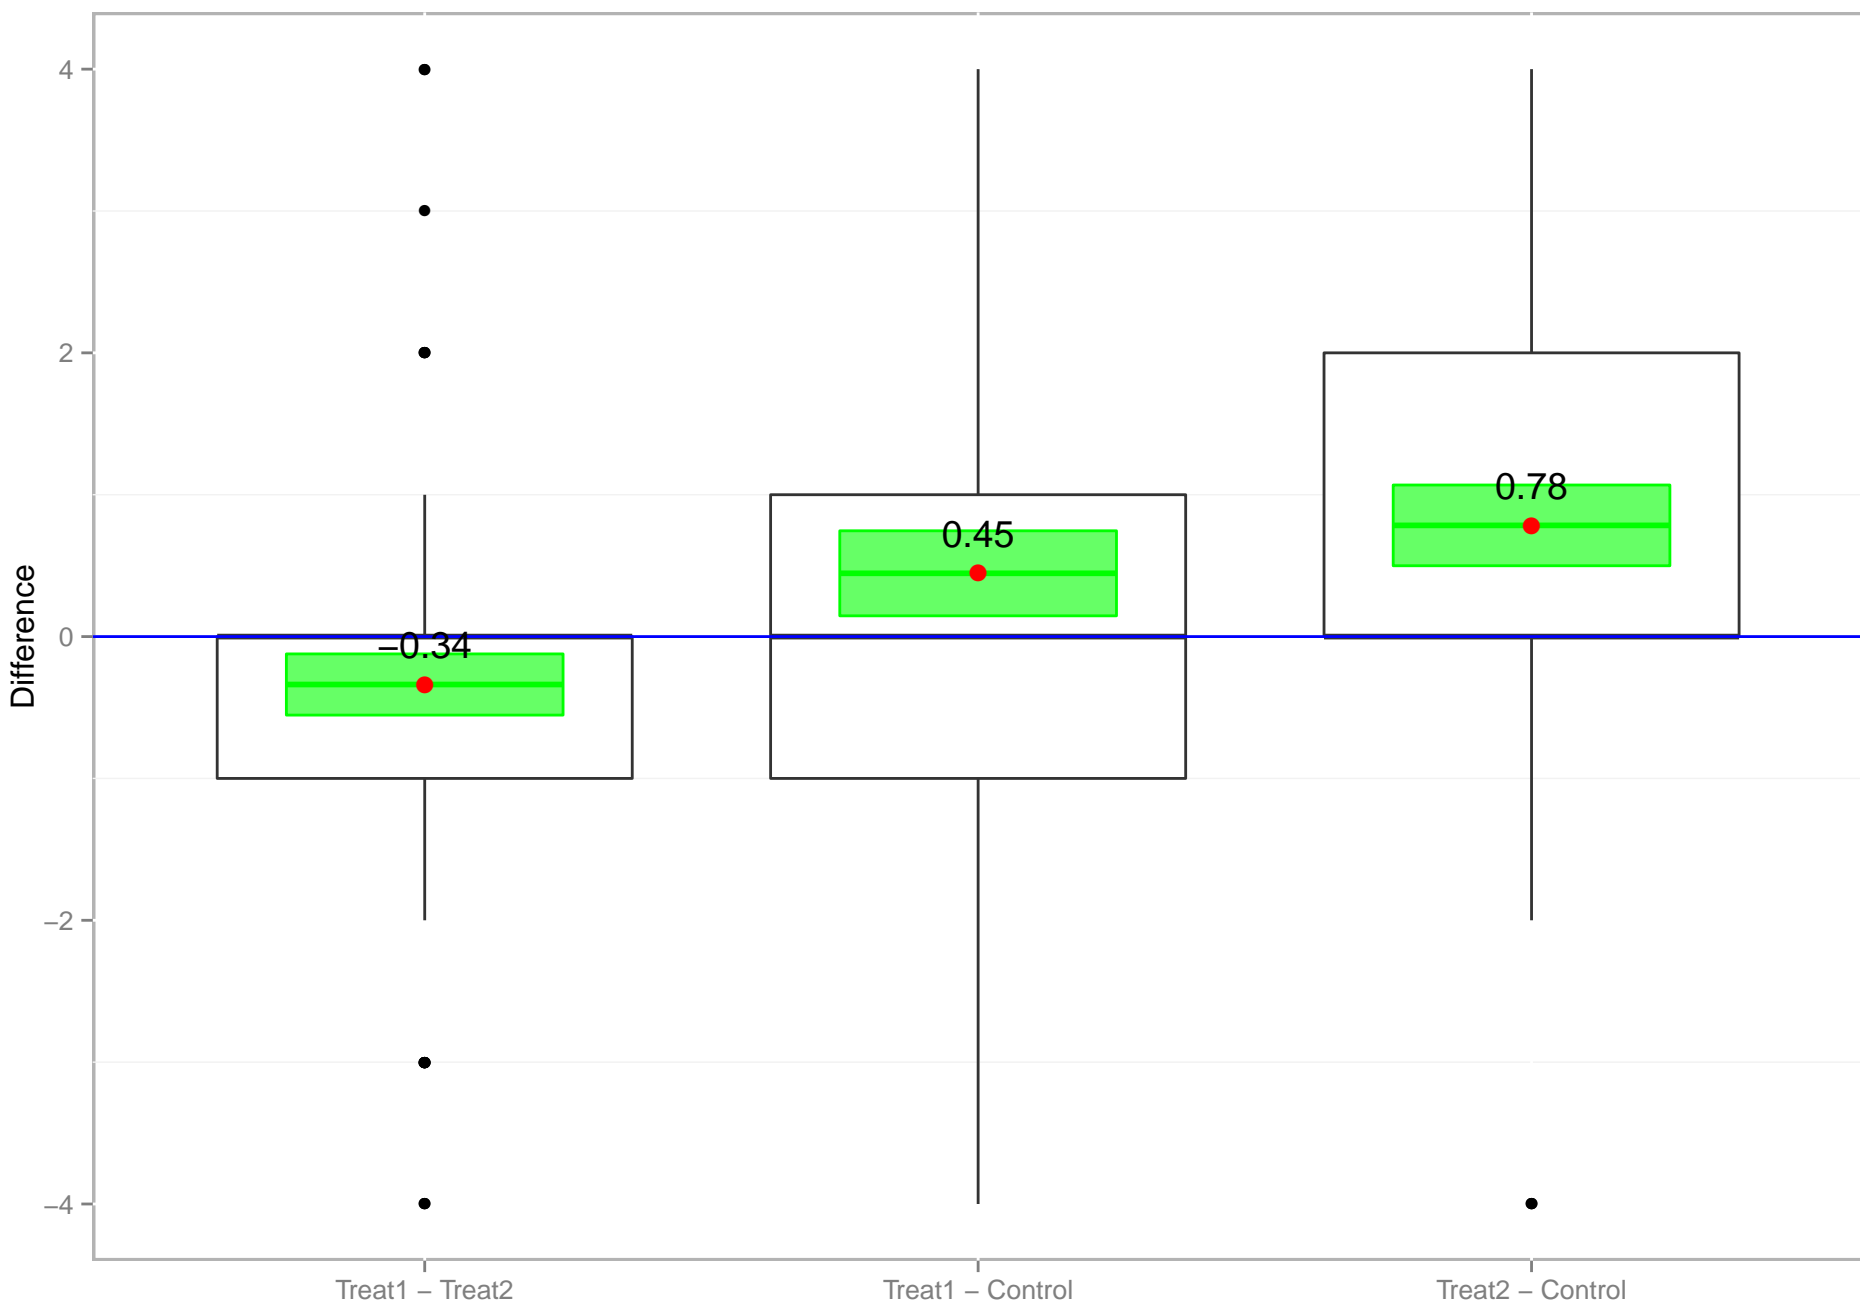 Difference
4
2
0
−2
−4
−0.34
0.45
0.78
Treat1 − Treat2
Treat1 − Control
Treat2 − Control